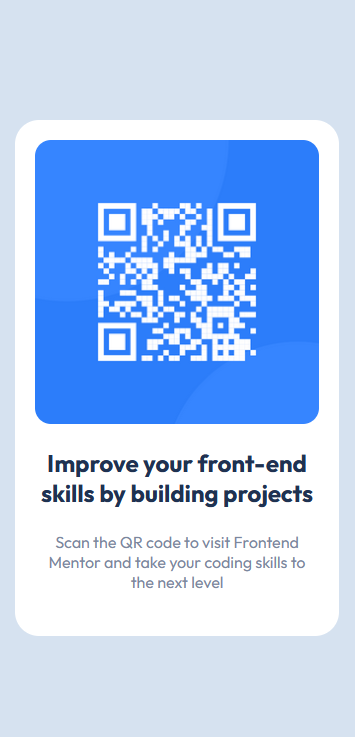 Improve your front-end
skills by building projects
Scan the QR code to visit Frontend
Mentor and take your coding skills to
the next level